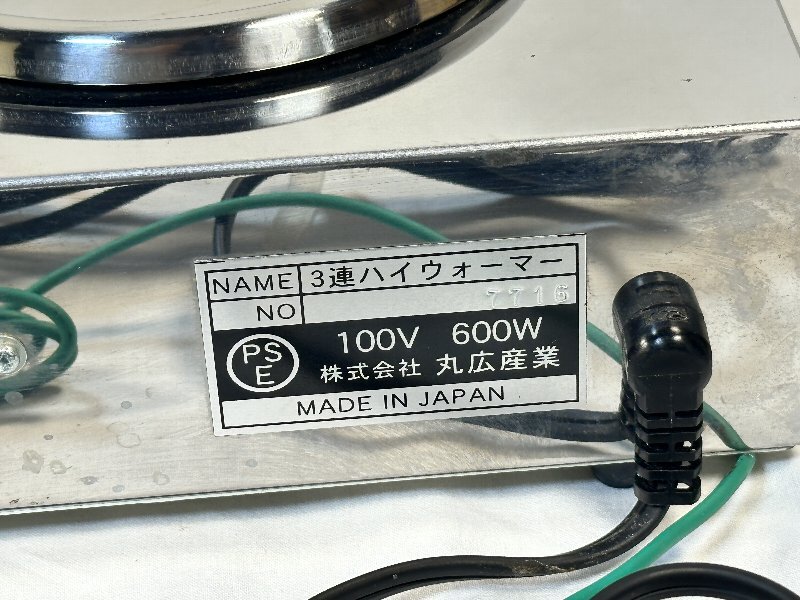 NAME 3連ハイウォーマー
NO 7716
PS
E
100V 600W
株式会社 丸広産業
MADE IN JAPAN